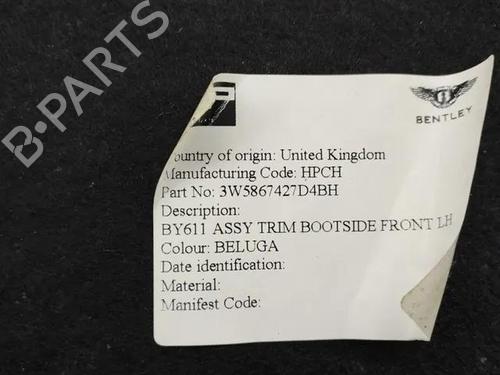 B-PARTS
BENTLEY
Country of origin: United Kingdom
Manufacturing Code: HPCH
Part No: 3W5867427D4BH
Description:
BY611 ASSY TRIM BOOTSIDE FRONT LH
Colour: BELUGA
Date identification:
Material:
Manifest Code: